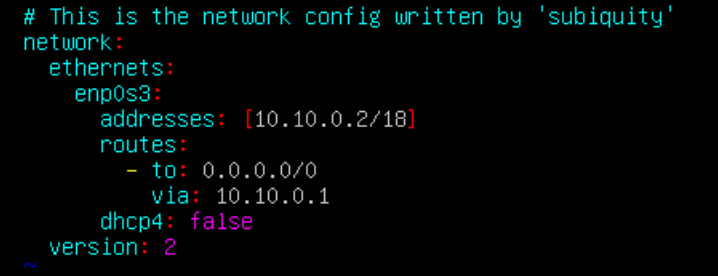 # This is the network config written by 'subiquity'
network:
  ethernets:
    enp0s3:
      addresses: [10.10.0.2/18]
      routes:
        - to: 0.0.0.0/0
          via: 10.10.0.1
      dhcp4: false
  version: 2
~